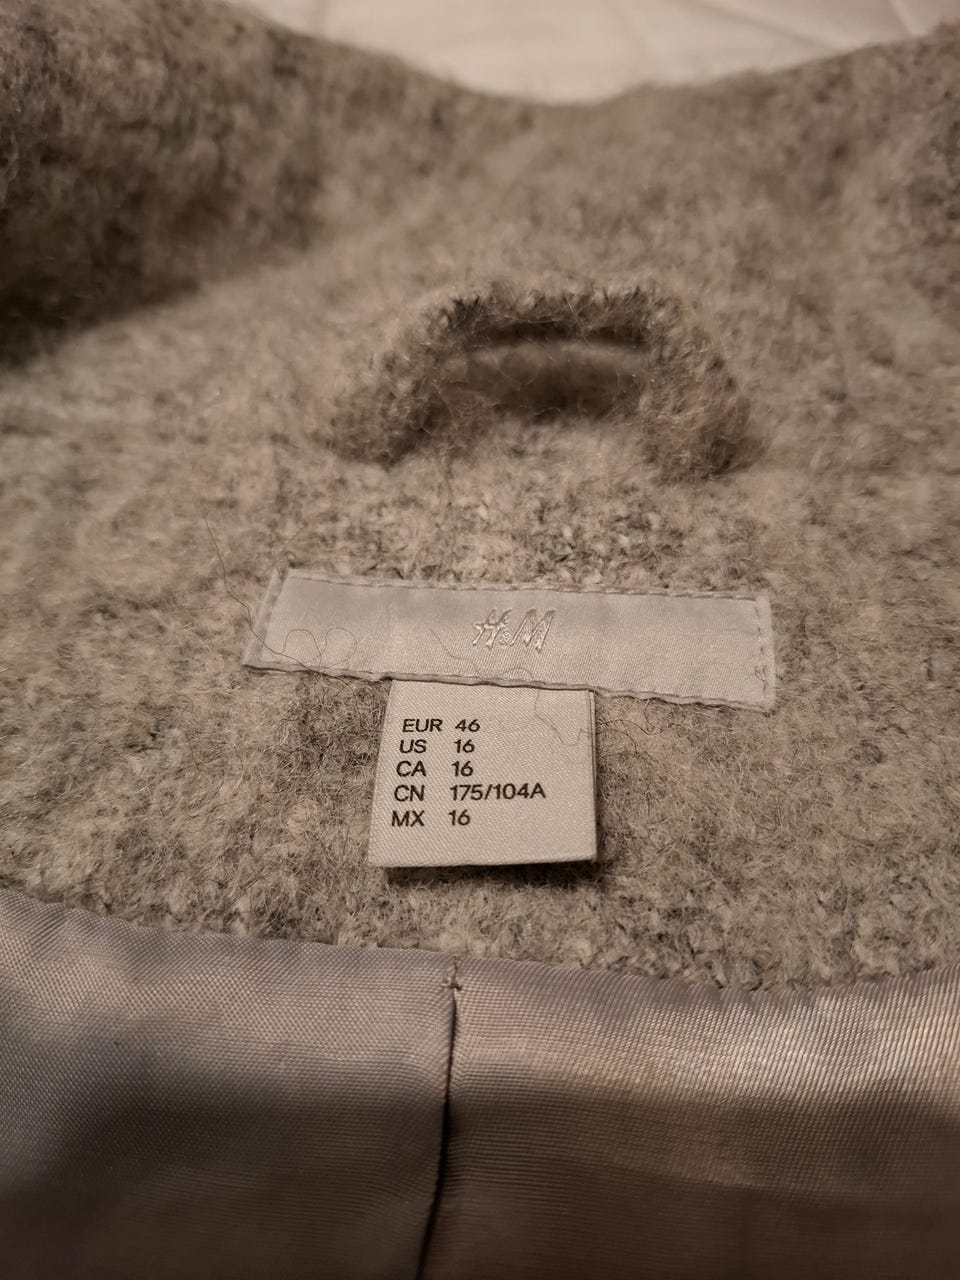 H&M
EUR 46
US 16
CA 16
CN 175/104A
MX 16